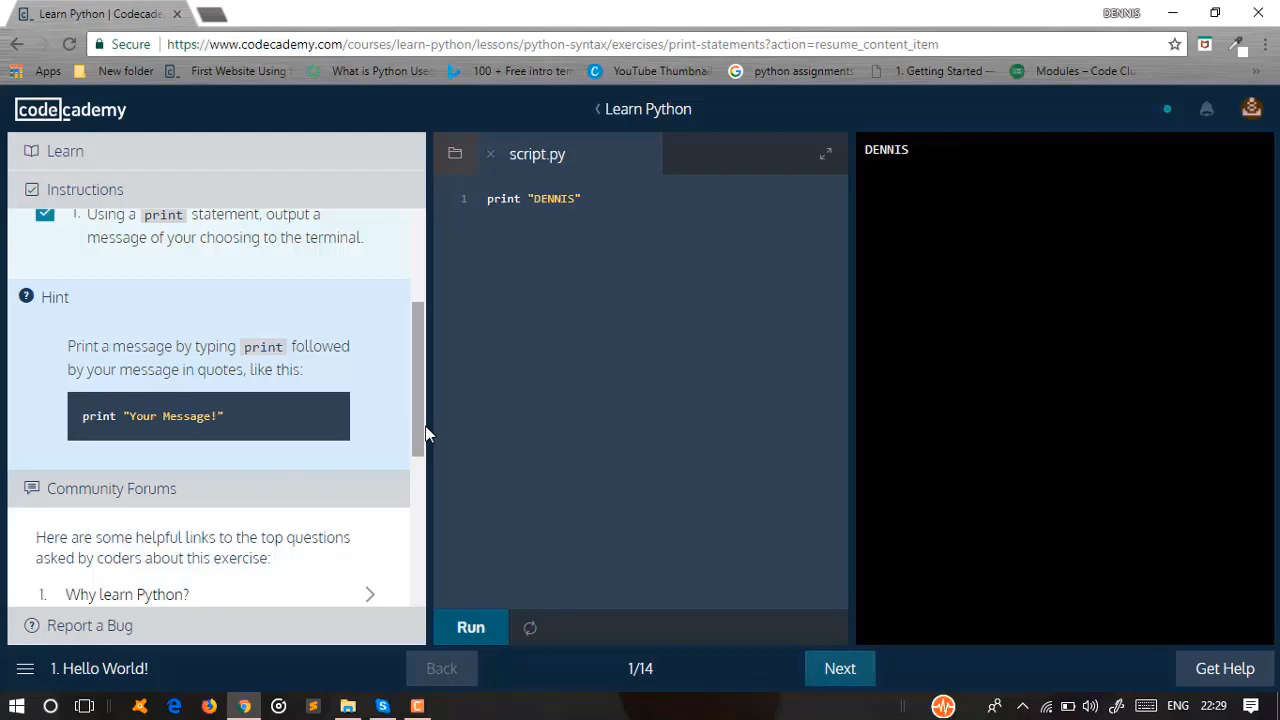 Learn Python | Codecade
DENNIS
Secure
https://www.codecademy.com/courses/learn-python/lessons/python-syntax/exercises/print-statements?action=resume_content_item
Apps
New folder
First Website Using
What is Python Used
100 + Free intro tem
YouTube Thumbnail
python assignments
1. Getting Started —
Modules – Code Clu
»
codecademy
Learn Python
Learn
Instructions
1. Using a print statement, output a
message of your choosing to the terminal.
Hint
Print a message by typing print followed
by your message in quotes, like this:
print "Your Message!"
Community Forums
Here are some helpful links to the top questions
asked by coders about this exercise:
1. Why learn Python?
Report a Bug
script.py
1 print "DENNIS"
Run
DENNIS
1. Hello World!
Back
1/14
Next
Get Help
ENG
22:29